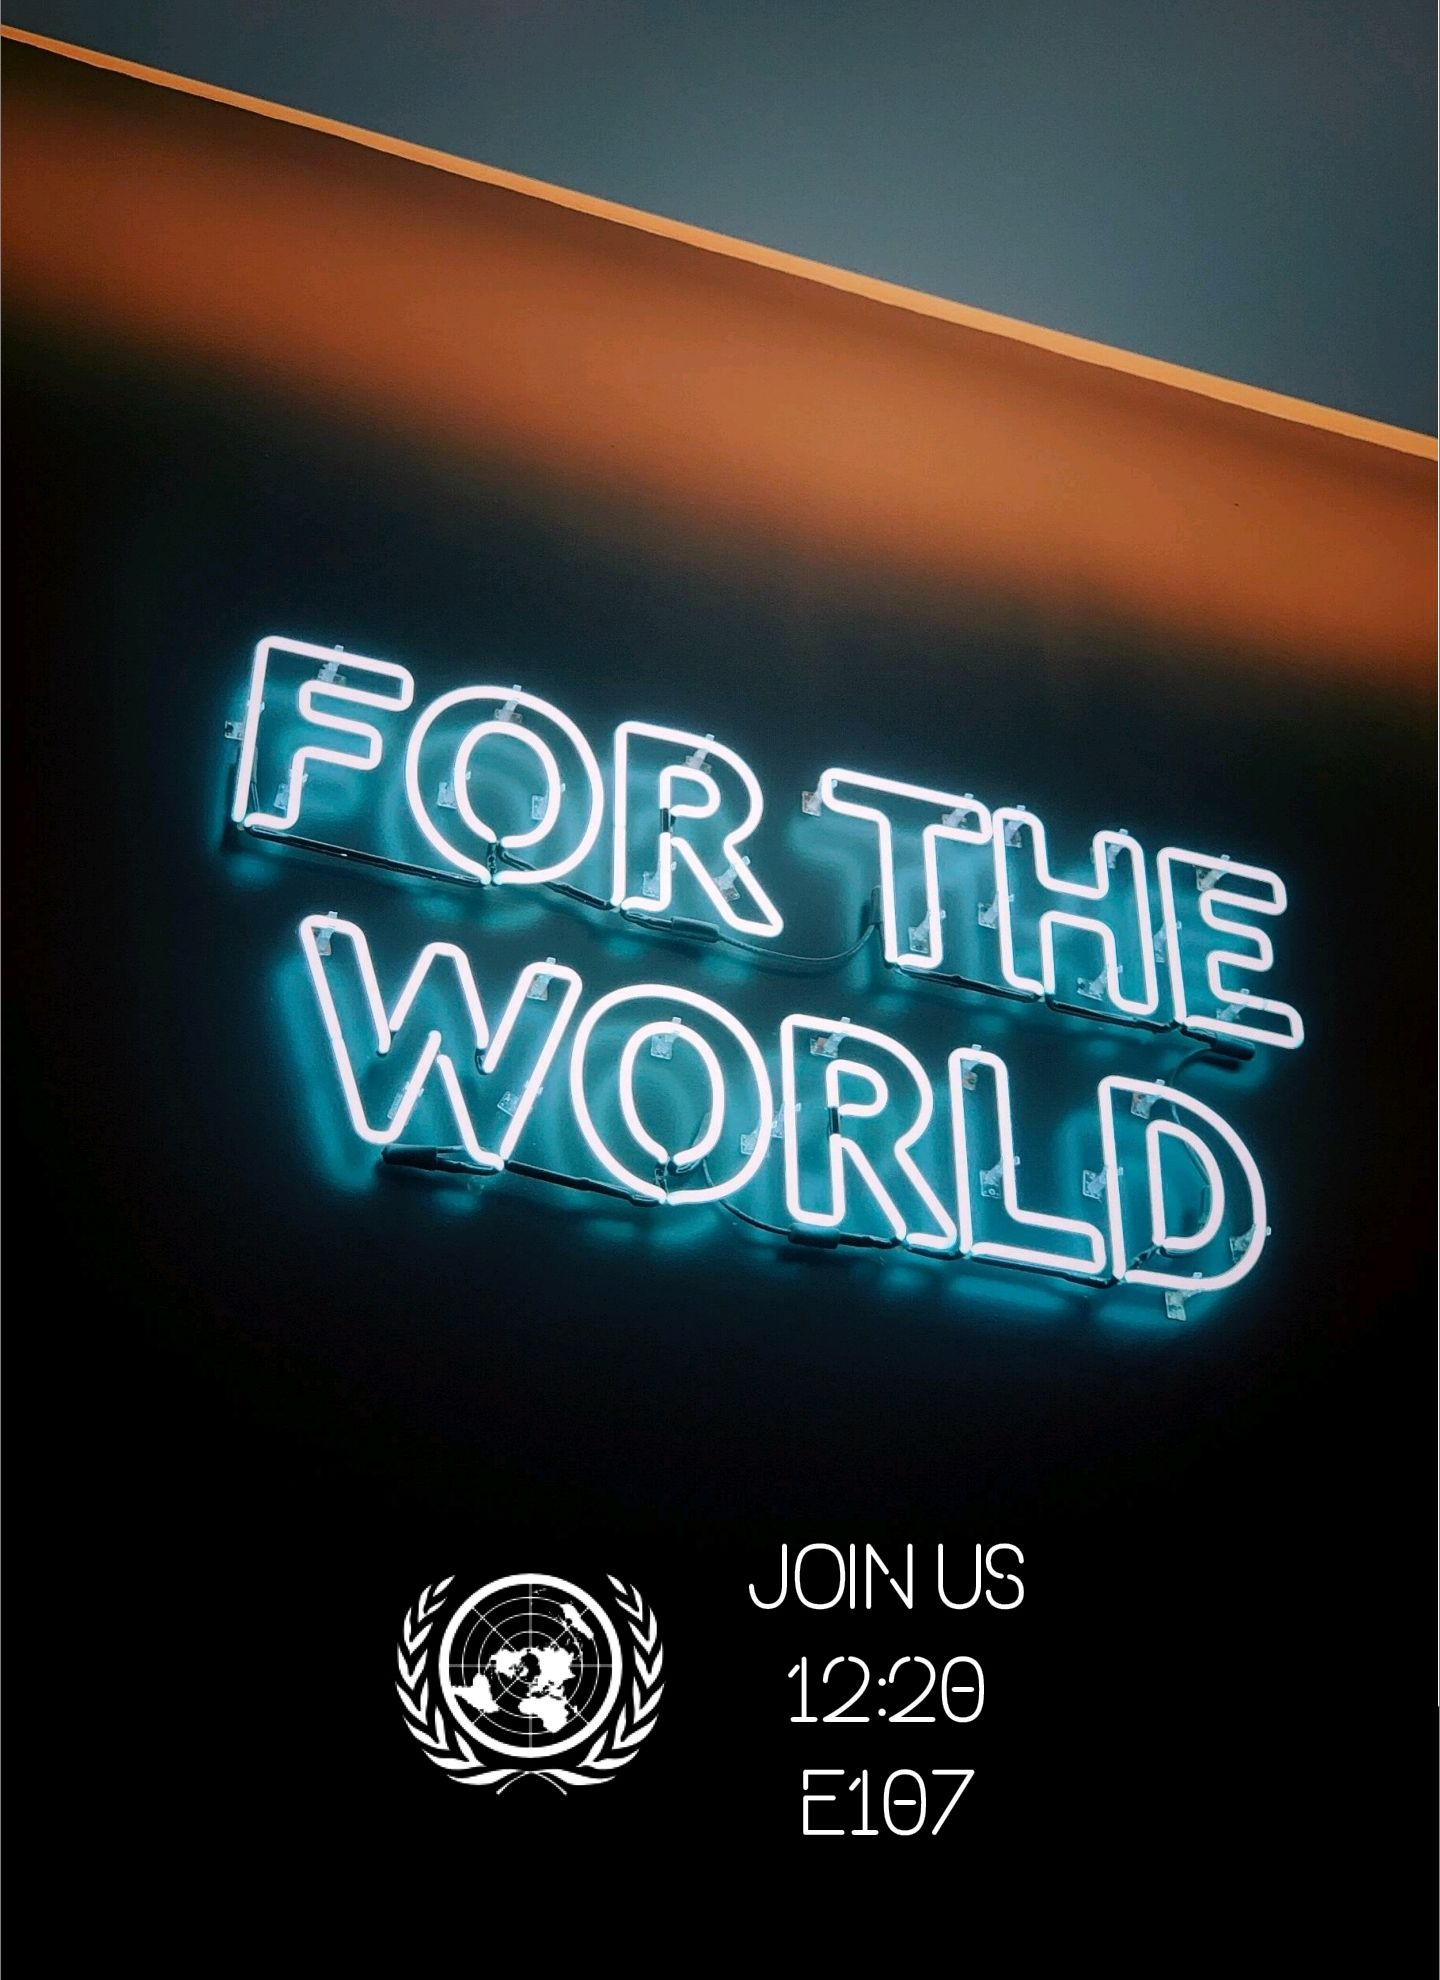 FOR THE
WORLD
JOIN US
12:20
E107